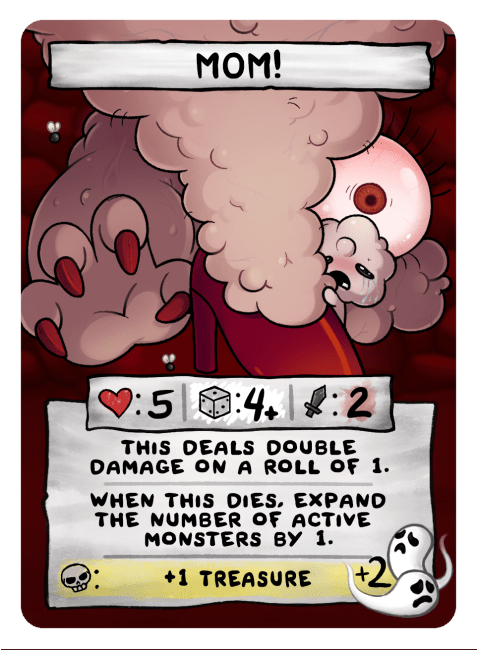 MOM!
:5 :4+ :2
THIS DEALS DOUBLE
DAMAGE ON A ROLL OF 1.
WHEN THIS DIES, EXPAND
THE NUMBER OF ACTIVE
MONSTERS BY 1.
: +1 TREASURE +2